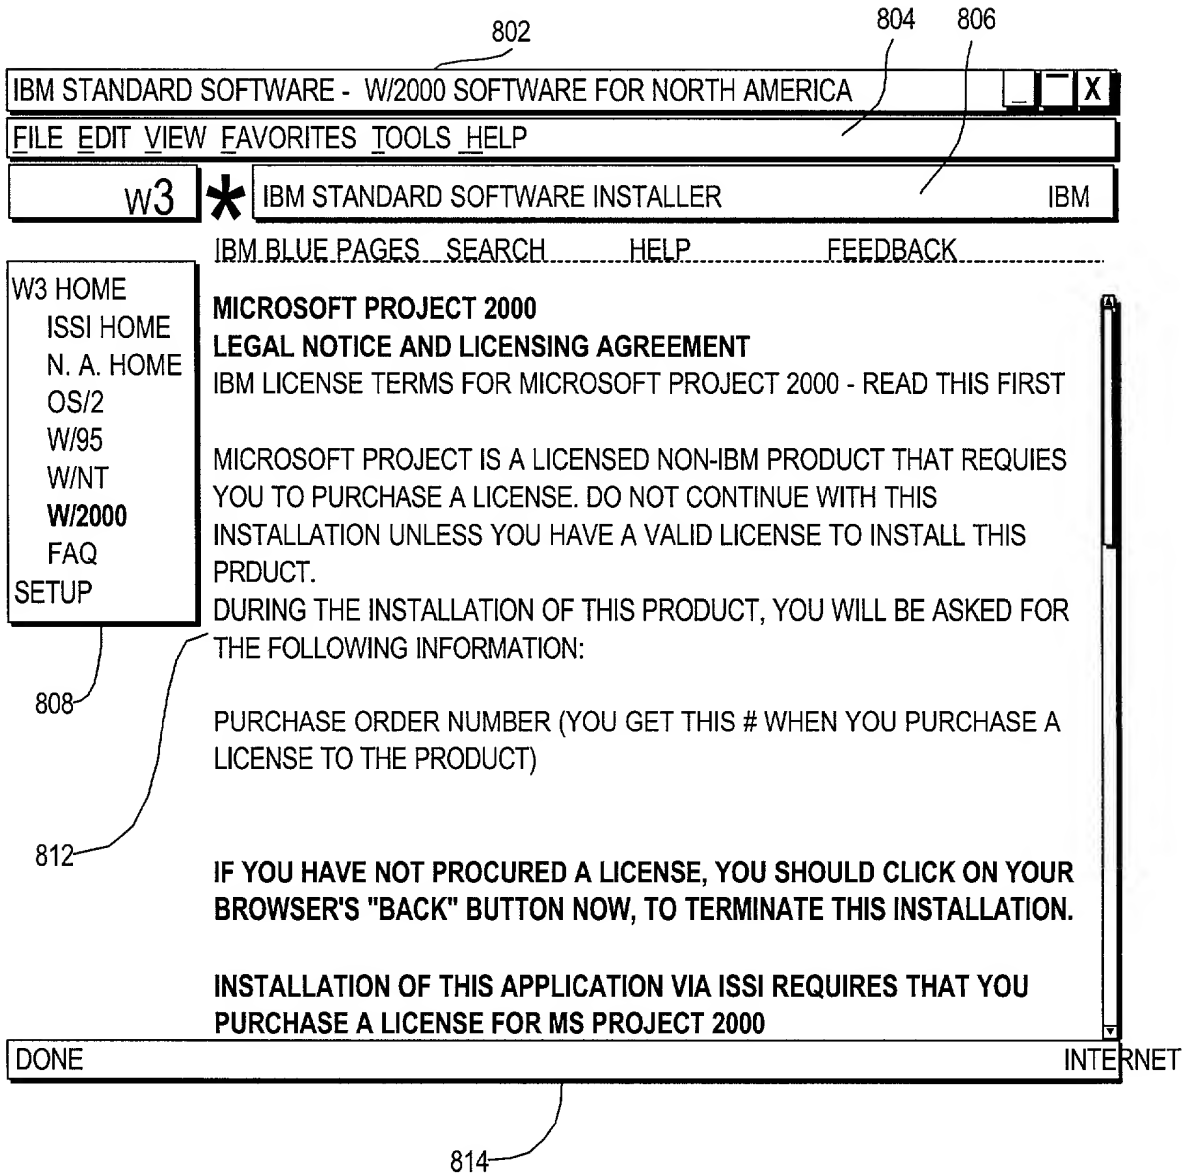 802
804 806
IBM STANDARD SOFTWARE - W/2000 SOFTWARE FOR NORTH AMERICA _ X
FILE EDIT VIEW FAVORITES TOOLS HELP
W3 * IBM STANDARD SOFTWARE INSTALLER IBM
IBM BLUE PAGES SEARCH HELP FEEDBACK
W3 HOME
ISSI HOME
N. A. HOME
OS/2
W/95
W/NT
W/2000
FAQ
SETUP
MICROSOFT PROJECT 2000
LEGAL NOTICE AND LICENSING AGREEMENT
IBM LICENSE TERMS FOR MICROSOFT PROJECT 2000 - READ THIS FIRST
MICROSOFT PROJECT IS A LICENSED NON-IBM PRODUCT THAT REQUIES
YOU TO PURCHASE A LICENSE. DO NOT CONTINUE WITH THIS
INSTALLATION UNLESS YOU HAVE A VALID LICENSE TO INSTALL THIS
PRDUCT.
DURING THE INSTALLATION OF THIS PRODUCT, YOU WILL BE ASKED FOR
THE FOLLOWING INFORMATION:
808
PURCHASE ORDER NUMBER (YOU GET THIS # WHEN YOU PURCHASE A
LICENSE TO THE PRODUCT)
812
IF YOU HAVE NOT PROCURED A LICENSE, YOU SHOULD CLICK ON YOUR
BROWSER'S "BACK" BUTTON NOW, TO TERMINATE THIS INSTALLATION.
INSTALLATION OF THIS APPLICATION VIA ISSI REQUIRES THAT YOU
PURCHASE A LICENSE FOR MS PROJECT 2000
DONE INTERNET
814